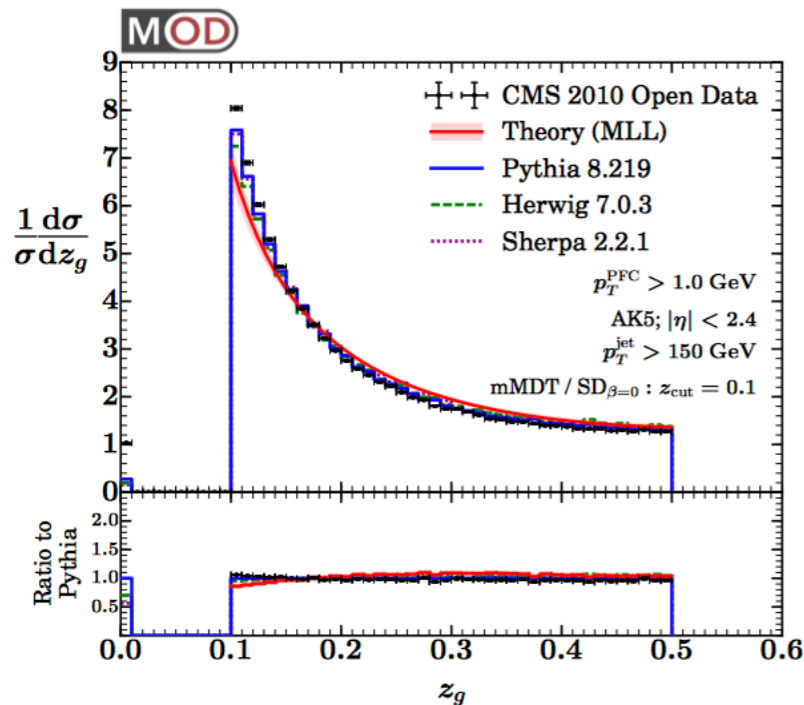 MOD
9
8
7
6
5
4
3
2
1
0
1/σ dσ/dz_g
CMS 2010 Open Data
Theory (MLL)
Pythia 8.219
Herwig 7.0.3
Sherpa 2.2.1
p_T^PFC > 1.0 GeV
AK5; |η| < 2.4
p_T^jet > 150 GeV
mMDT / SD_β=0 : z_cut = 0.1
Ratio to
Pythia
2.0
1.5
1.0
0.5
0.0 0.1 0.2 0.3 0.4 0.5 0.6
z_g